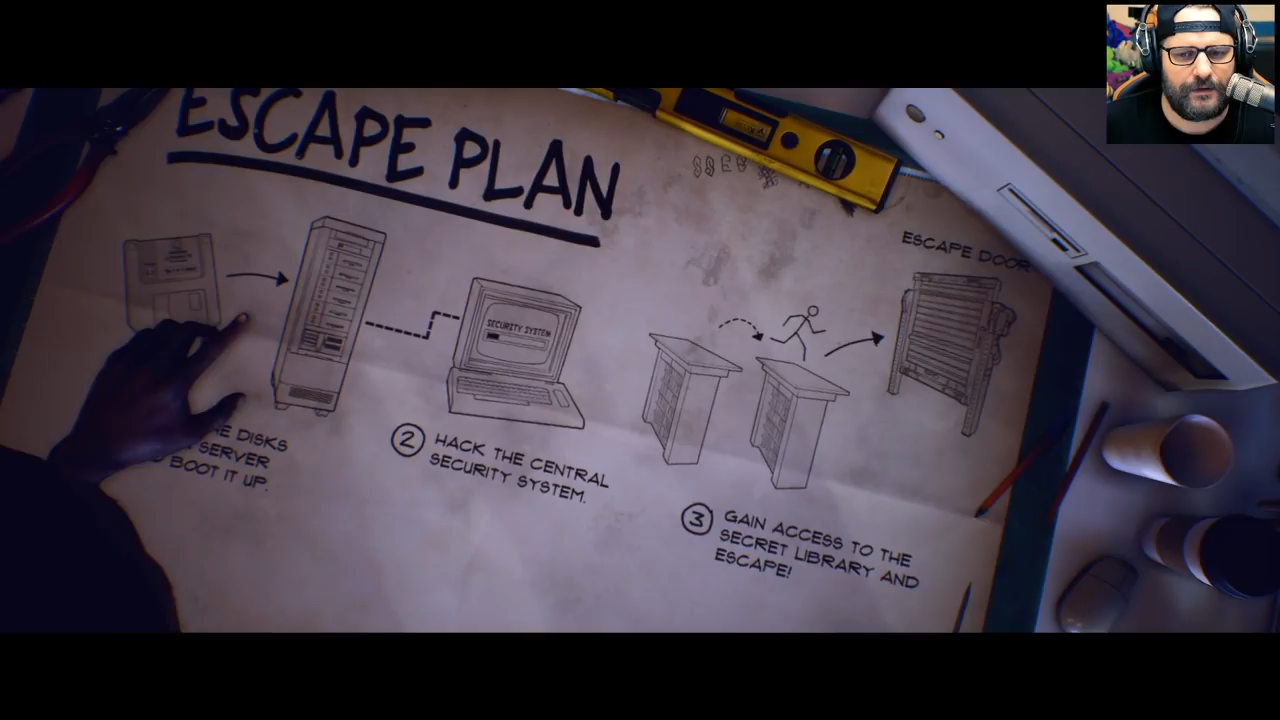 ESCAPE PLAN
ESCAPE DOOR
SECURITY SYSTEM
DISKS
SERVER
BOOT IT UP.
2 HACK THE CENTRAL
SECURITY SYSTEM.
3 GAIN ACCESS TO THE
SECRET LIBRARY AND
ESCAPE!